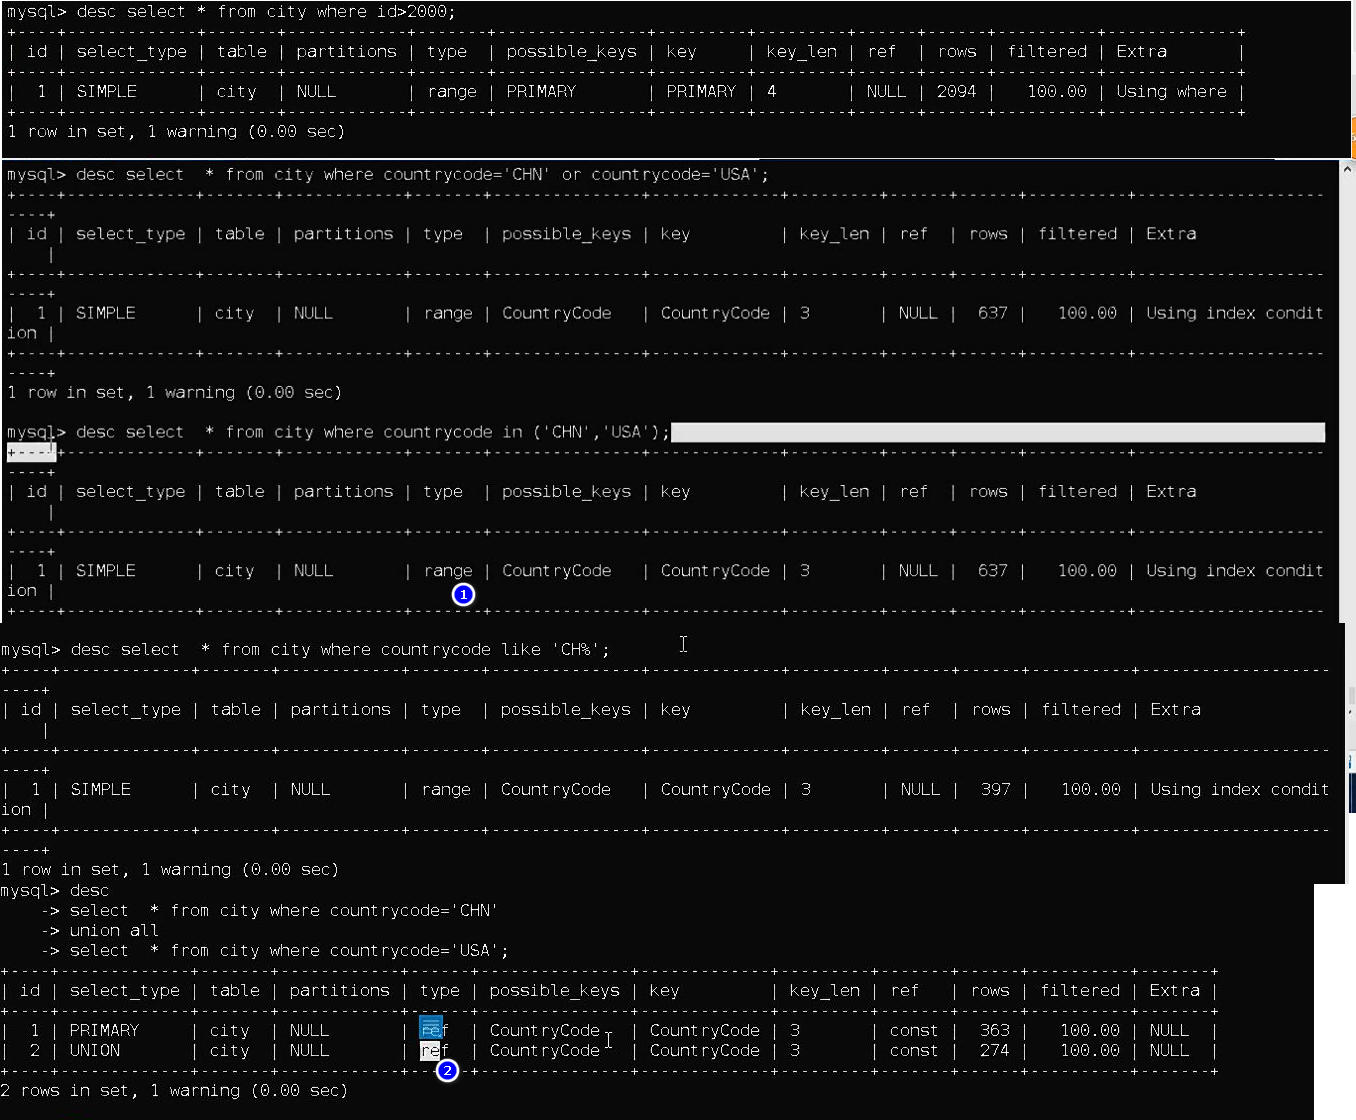 mysql> desc select * from city where id>2000;
+----+-------------+-------+------------+-------+---------------+---------+---------+------+------+----------+-------------+
| id | select_type | table | partitions | type | possible_keys | key | key_len | ref | rows | filtered | Extra |
+----+-------------+-------+------------+-------+---------------+---------+---------+------+------+----------+-------------+
| 1 | SIMPLE | city | NULL | range | PRIMARY | PRIMARY | 4 | NULL | 2094 | 100.00 | Using where |
+----+-------------+-------+------------+-------+---------------+---------+---------+------+------+----------+-------------+
1 row in set, 1 warning (0.00 sec)
mysql> desc select  * from city where countrycode='CHN' or countrycode='USA';
+----+-------------+-------+------------+-------+---------------+-------------+---------+------+------+----------+-------------------
----+
| id | select_type | table | partitions | type | possible_keys | key | key_len | ref | rows | filtered | Extra
|
+----+-------------+-------+------------+-------+---------------+-------------+---------+------+------+----------+-------------------
----+
| 1 | SIMPLE | city | NULL | range | CountryCode | CountryCode | 3 | NULL | 637 | 100.00 | Using index condit
ion |
+----+-------------+-------+------------+-------+---------------+-------------+---------+------+------+----------+-------------------
----+
1 row in set, 1 warning (0.00 sec)
mysql> desc select  * from city where countrycode in ('CHN','USA');
+----+-------------+-------+------------+-------+---------------+-------------+---------+------+------+----------+-------------------
----+
| id | select_type | table | partitions | type | possible_keys | key | key_len | ref | rows | filtered | Extra
|
+----+-------------+-------+------------+-------+---------------+-------------+---------+------+------+----------+-------------------
----+
| 1 | SIMPLE | city | NULL | range | CountryCode | CountryCode | 3 | NULL | 637 | 100.00 | Using index condit
ion |
1
+----+-------------+-------+------------+-------+---------------+-------------+---------+------+------+----------+-------------------
mysql> desc select  * from city where countrycode like 'CH%';
+----+-------------+-------+------------+-------+---------------+-------------+---------+------+------+----------+-------------------
----+
| id | select_type | table | partitions | type | possible_keys | key | key_len | ref | rows | filtered | Extra
|
+----+-------------+-------+------------+-------+---------------+-------------+---------+------+------+----------+-------------------
----+
| 1 | SIMPLE | city | NULL | range | CountryCode | CountryCode | 3 | NULL | 397 | 100.00 | Using index condit
ion |
+----+-------------+-------+------------+-------+---------------+-------------+---------+------+------+----------+-------------------
----+
1 row in set, 1 warning (0.00 sec)
mysql> desc
-> select  * from city where countrycode='CHN'
-> union all
-> select  * from city where countrycode='USA';
+----+-------------+-------+------------+------+---------------+-------------+---------+-------+------+----------+-------+
| id | select_type | table | partitions | type | possible_keys | key | key_len | ref | rows | filtered | Extra |
+----+-------------+-------+------------+------+---------------+-------------+---------+-------+------+----------+-------+
| 1 | PRIMARY | city | NULL | ref | CountryCode | CountryCode | 3 | const | 363 | 100.00 | NULL |
| 2 | UNION | city | NULL | ref | CountryCode | CountryCode | 3 | const | 274 | 100.00 | NULL |
+----+-------------+-------+------------+------+---------------+-------------+---------+-------+------+----------+-------+
2
2 rows in set, 1 warning (0.00 sec)